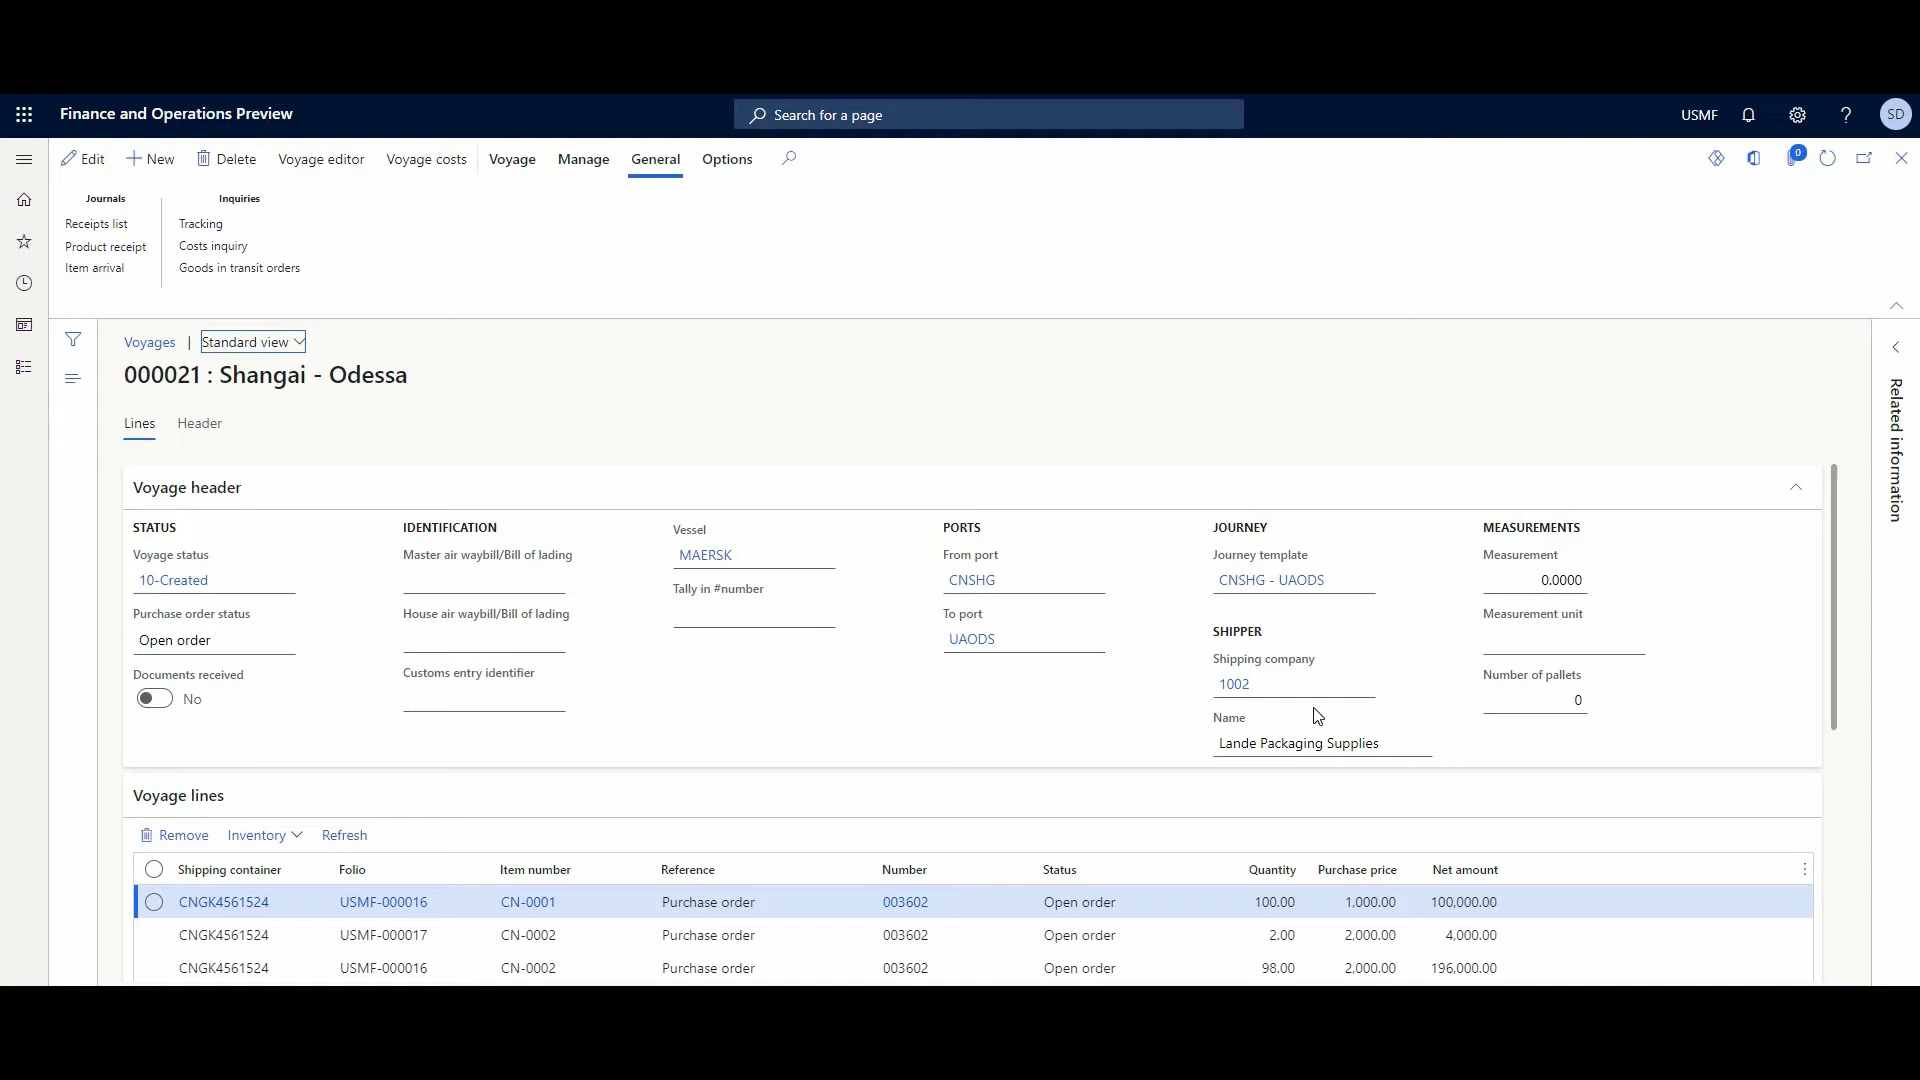 Finance and Operations Preview
Search for a page
USMF
SD
Edit New Delete Voyage editor Voyage costs Voyage Manage General Options
0
Journals Inquiries
Receipts list Tracking
Product receipt Costs inquiry
Item arrival Goods in transit orders
Voyages | Standard view
000021 : Shangai - Odessa
Lines Header
Related information
Voyage header
STATUS
Voyage status
10-Created
Purchase order status
Open order
Documents received
No
IDENTIFICATION
Master air waybill/Bill of lading
House air waybill/Bill of lading
Customs entry identifier
Vessel
MAERSK
Tally in #number
PORTS
From port
CNSHG
To port
UAODS
JOURNEY
Journey template
CNSHG - UAODS
SHIPPER
Shipping company
1002
Name
Lande Packaging Supplies
MEASUREMENTS
Measurement
0.0000
Measurement unit
Number of pallets
0
Voyage lines
Remove Inventory Refresh
Shipping container Folio Item number Reference Number Status Quantity Purchase price Net amount
CNGK4561524 USMF-000016 CN-0001 Purchase order 003602 Open order 100.00 1,000.00 100,000.00
CNGK4561524 USMF-000017 CN-0002 Purchase order 003602 Open order 2.00 2,000.00 4,000.00
CNGK4561524 USMF-000016 CN-0002 Purchase order 003602 Open order 98.00 2,000.00 196,000.00